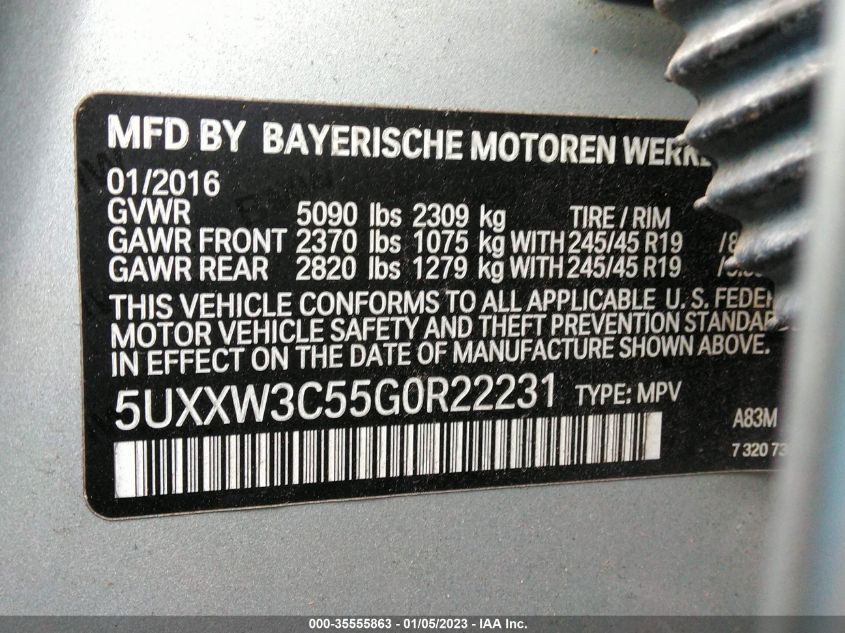 MFD BY BAYERISCHE MOTOREN
01/2016
GVWR 5090 lbs 2309 kg TIRE / RIM
GAWR FRONT 2370 lbs 1075 kg WITH 245/45 R19
GAWR REAR 2820 lbs 1279 kg WITH 245/45 R19
THIS VEHICLE CONFORMS TO ALL APPLICABLE U. S.
MOTOR VEHICLE SAFETY AND THEFT PREVENTION
IN EFFECT ON THE DATE OF MANUFACTURE SHOWN ABOVE.
5UXXW3C55G0R22231 TYPE: MPV
A83M
7 320
000-35555863 - 01/05/2023 - IAA Inc.